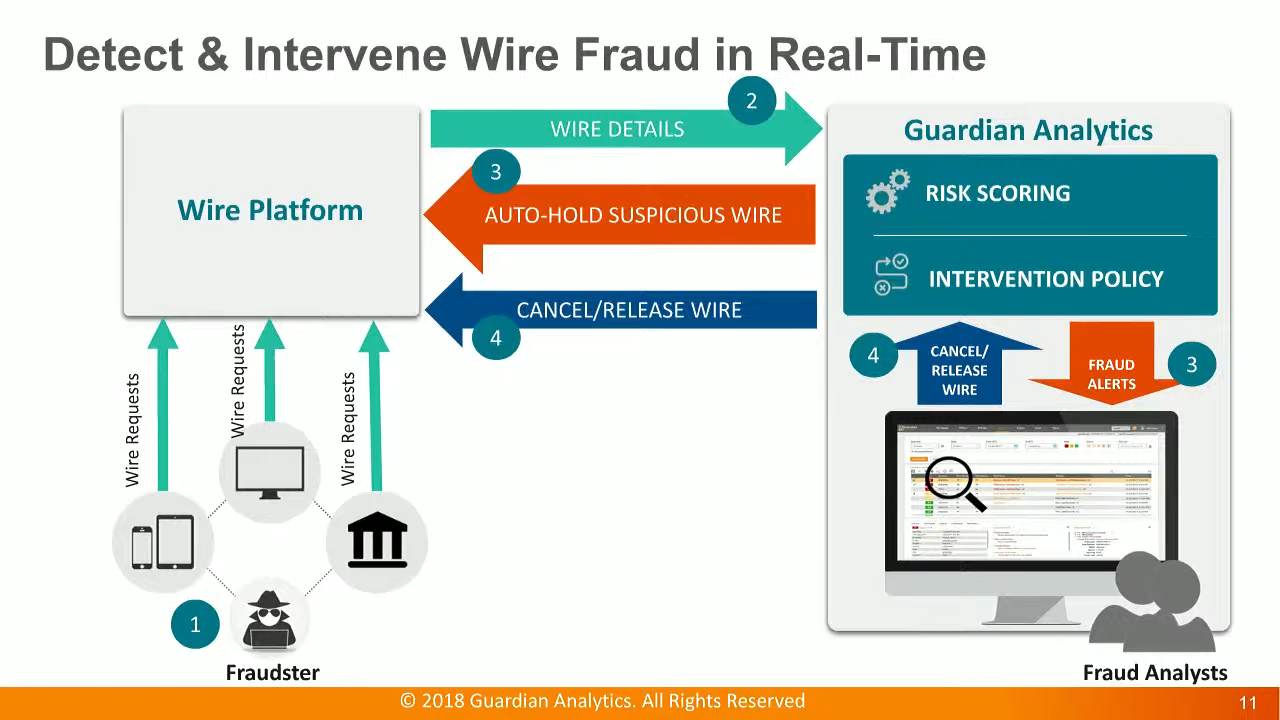 Detect & Intervene Wire Fraud in Real-Time
2
WIRE DETAILS
Guardian Analytics
3
RISK SCORING
Wire Platform
AUTO-HOLD SUSPICIOUS WIRE
INTERVENTION POLICY
CANCEL/RELEASE WIRE
4
Wire Requests
Wire Requests
Wire Requests
4
CANCEL/
RELEASE
WIRE
FRAUD
ALERTS
3
1
Fraudster
Fraud Analysts
© 2018 Guardian Analytics. All Rights Reserved
11